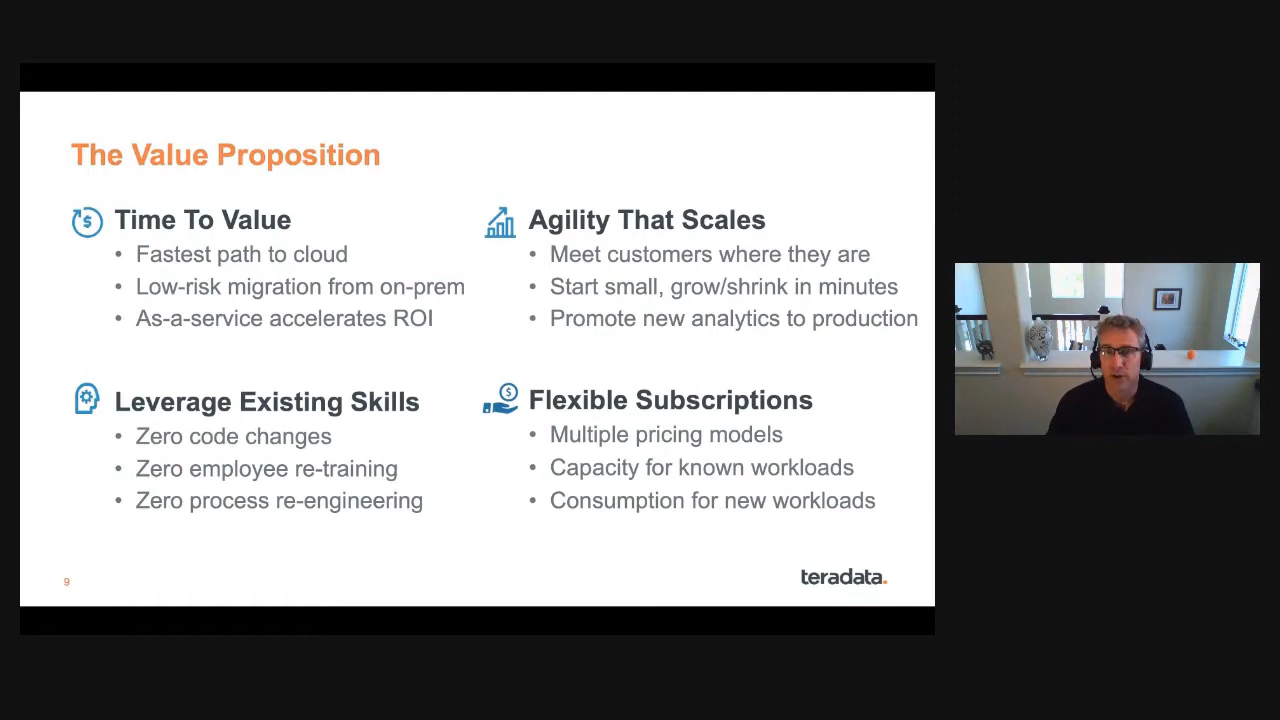 The Value Proposition
Time To Value
• Fastest path to cloud
• Low-risk migration from on-prem
• As-a-service accelerates ROI
Agility That Scales
• Meet customers where they are
• Start small, grow/shrink in minutes
• Promote new analytics to production
Leverage Existing Skills
• Zero code changes
• Zero employee re-training
• Zero process re-engineering
Flexible Subscriptions
• Multiple pricing models
• Capacity for known workloads
• Consumption for new workloads
9
teradata.